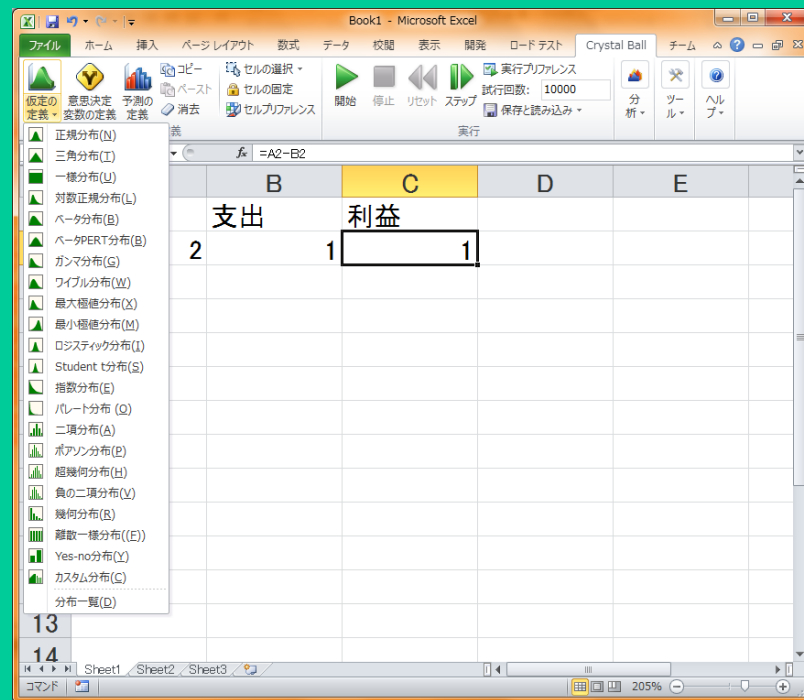 Book1 - Microsoft Excel
ファイル ホーム 挿入 ページ レイアウト 数式 データ 校閲 表示 開発 ロード テスト Crystal Ball チーム
仮定の定義 意思決定変数の定義 予測の定義 コピー ペースト 消去 セルの選択 セルの固定 セルプリファレンス 開始 停止 リセット ステップ 実行プリファレンス 試行回数: 10000 保存と読み込み 分析 ツール ヘルプ
義 実行
fx =A2-B2
B C D E
支出 利益
2 1 1
正規分布(N)
三角分布(T)
一様分布(U)
対数正規分布(L)
ベータ分布(B)
ベータPERT分布(B)
ガンマ分布(G)
ワイブル分布(W)
最大極値分布(X)
最小極値分布(M)
ロジスティック分布(I)
Student t分布(S)
指数分布(E)
パレート分布 (O)
二項分布(A)
ポアソン分布(P)
超幾何分布(H)
負の二項分布(V)
幾何分布(R)
離散一様分布((F))
Yes-no分布(Y)
カスタム分布(C)
分布一覧(D)
13
14
Sheet1 Sheet2 Sheet3
コマンド 205%